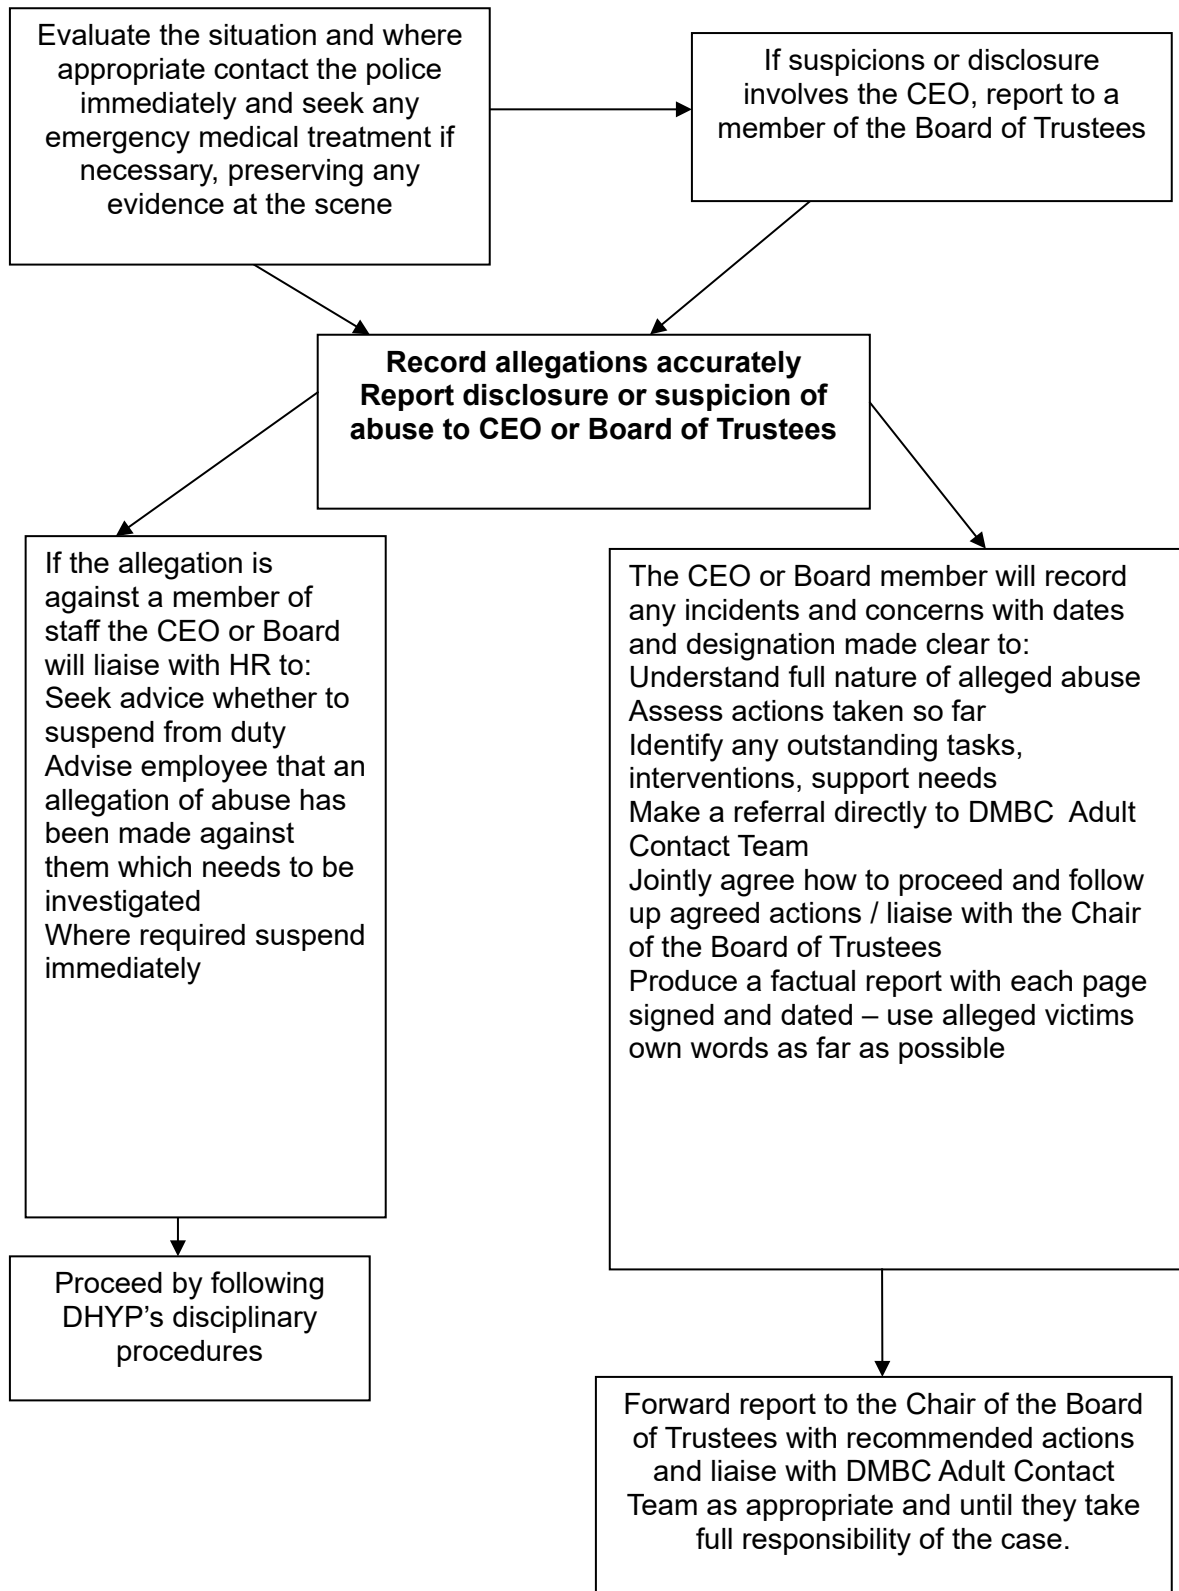 Evaluate the situation and where
appropriate contact the police
immediately and seek any
emergency medical treatment if
necessary, preserving any
evidence at the scene
If suspicions or disclosure
involves the CEO, report to a
member of the Board of Trustees
Record allegations accurately
Report disclosure or suspicion of
abuse to CEO or Board of Trustees
If the allegation is
against a member of
staff the CEO or Board
will liaise with HR to:
Seek advice whether to
suspend from duty
Advise employee that an
allegation of abuse has
been made against
them which needs to be
investigated
Where required suspend
immediately
The CEO or Board member will record
any incidents and concerns with dates
and designation made clear to:
Understand full nature of alleged abuse
Assess actions taken so far
Identify any outstanding tasks,
interventions, support needs
Make a referral directly to DMBC  Adult
Contact Team
Jointly agree how to proceed and follow
up agreed actions / liaise with the Chair
of the Board of Trustees
Produce a factual report with each page
signed and dated – use alleged victims
own words as far as possible
Proceed by following
DHYP’s disciplinary
procedures
Forward report to the Chair of the Board
of Trustees with recommended actions
and liaise with DMBC Adult Contact
Team as appropriate and until they take
full responsibility of the case.